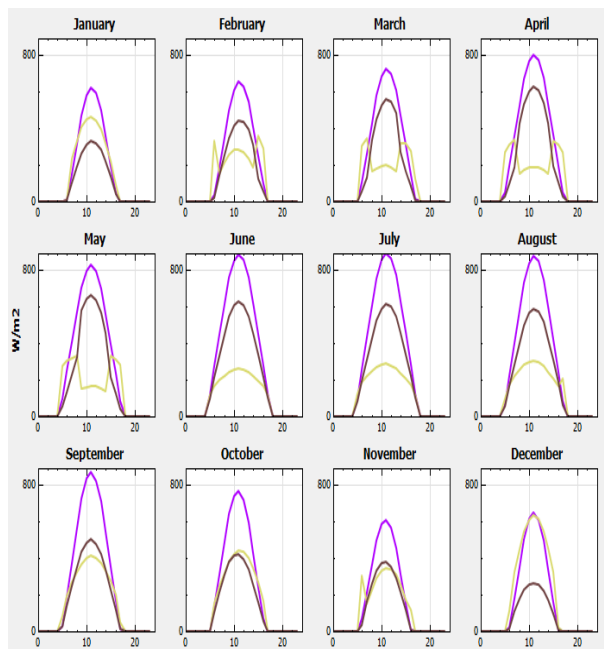 January February March April
800 800 800 800
0 0 0 0
0 10 20 0 10 20 0 10 20 0 10 20
May June July August
800 800 800 800
W/m2
0 0 0 0
0 10 20 0 10 20 0 10 20 0 10 20
September October November December
800 800 800 800
0 0 0 0
0 10 20 0 10 20 0 10 20 0 10 20